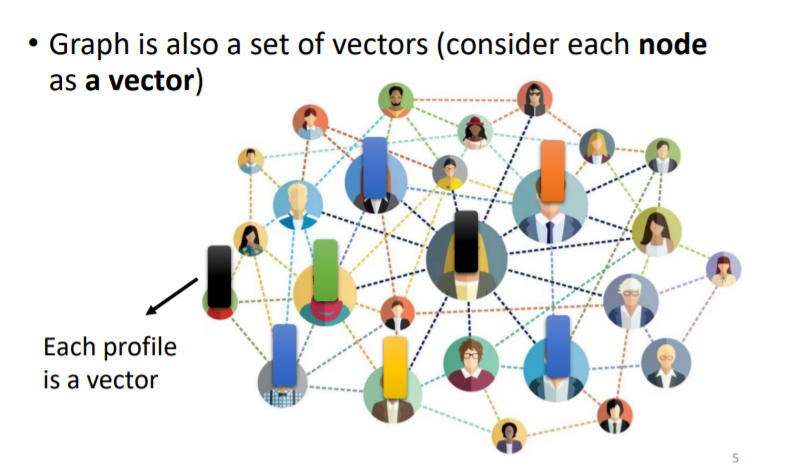 • Graph is also a set of vectors (consider each node
as a vector)
Each profile
is a vector
5